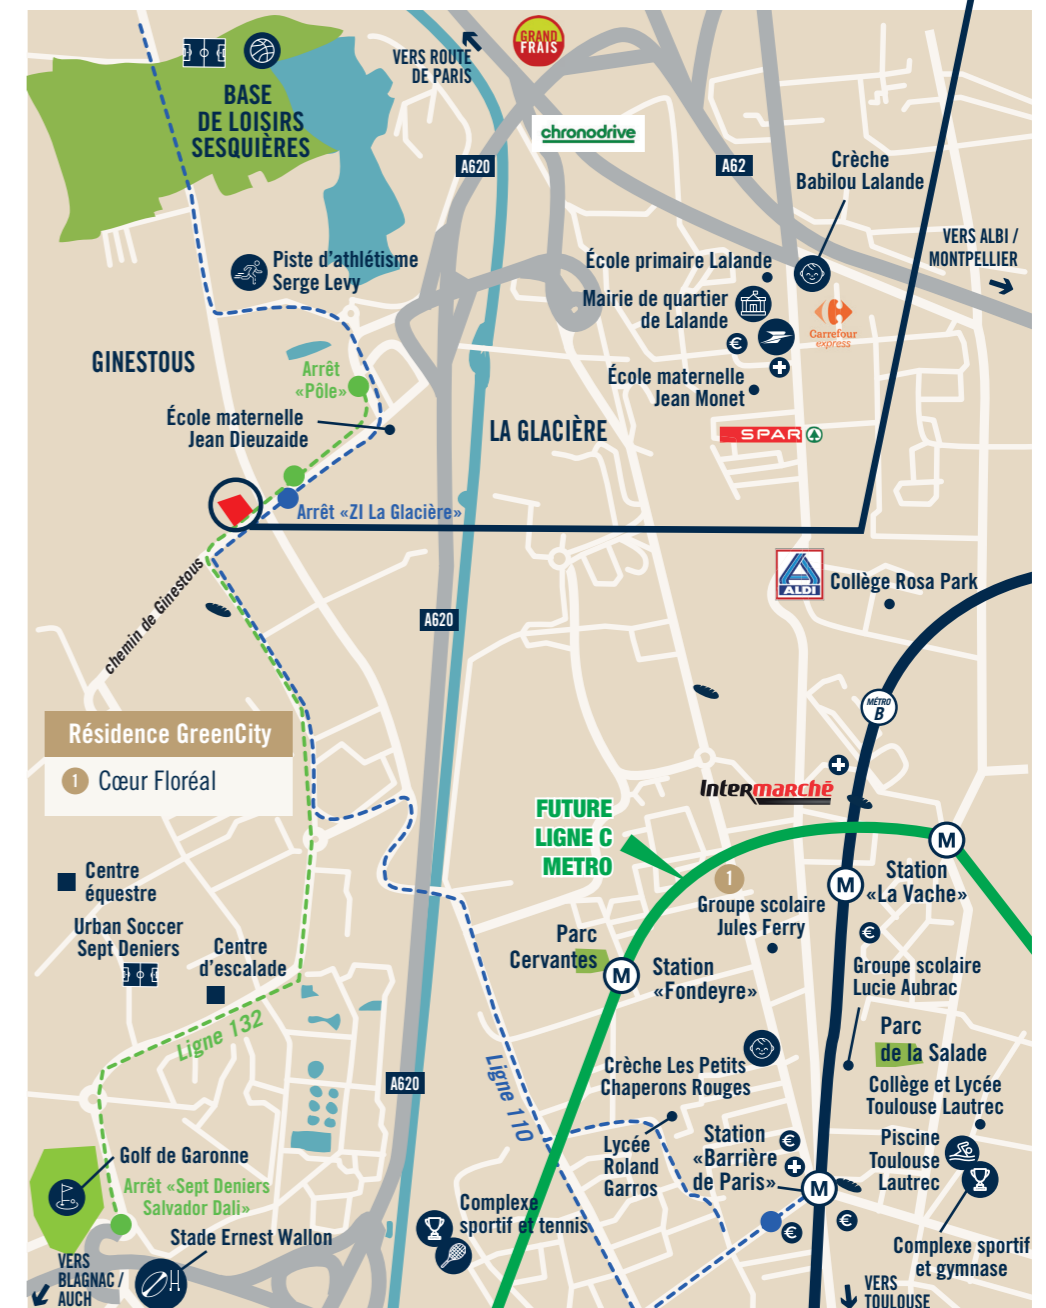 GRAND
FRAIS
VERS ROUTE
DE PARIS
BASE
DE LOISIRS
SESQUIÈRES
chronodrive
A620
A62
Crèche
Babilou Lalande
VERS ALBI /
MONTPELLIER
Piste d'athlétisme
Serge Levy
École primaire Lalande
Mairie de quartier
de Lalande
€
Carrefour
express
GINESTOUS
Arrêt
«Pôle»
École maternelle
Jean Monet
École maternelle
Jean Dieuzaide
LA GLACIÈRE
SPAR
Arrêt «ZI La Glacière»
ALDI
Collège Rosa Park
chemin de Ginestous
A620
MÉTRO
B
Résidence GreenCity
1 Cœur Floréal
Intermarché
FUTURE
LIGNE C
METRO
M
Station
«La Vache»
M
1
Groupe scolaire
Jules Ferry
Centre
équestre
Urban Soccer
Sept Deniers
Centre
d'escalade
Parc
Cervantes
M
Station
«Fondeyre»
€
Groupe scolaire
Lucie Aubrac
Parc
de la Salade
Ligne 132
Ligne 110
Crèche Les Petits
Chaperons Rouges
A620
Collège et Lycée
Toulouse Lautrec
Lycée
Roland
Garros
Station
«Barrière
de Paris»
€
M
Piscine
Toulouse
Lautrec
Golf de Garonne
Arrêt «Sept Deniers
Salvador Dali»
Stade Ernest Wallon
Complexe
sportif et tennis
€
€
Complexe sportif
et gymnase
VERS
BLAGNAC /
AUCH
VERS
TOULOUSE